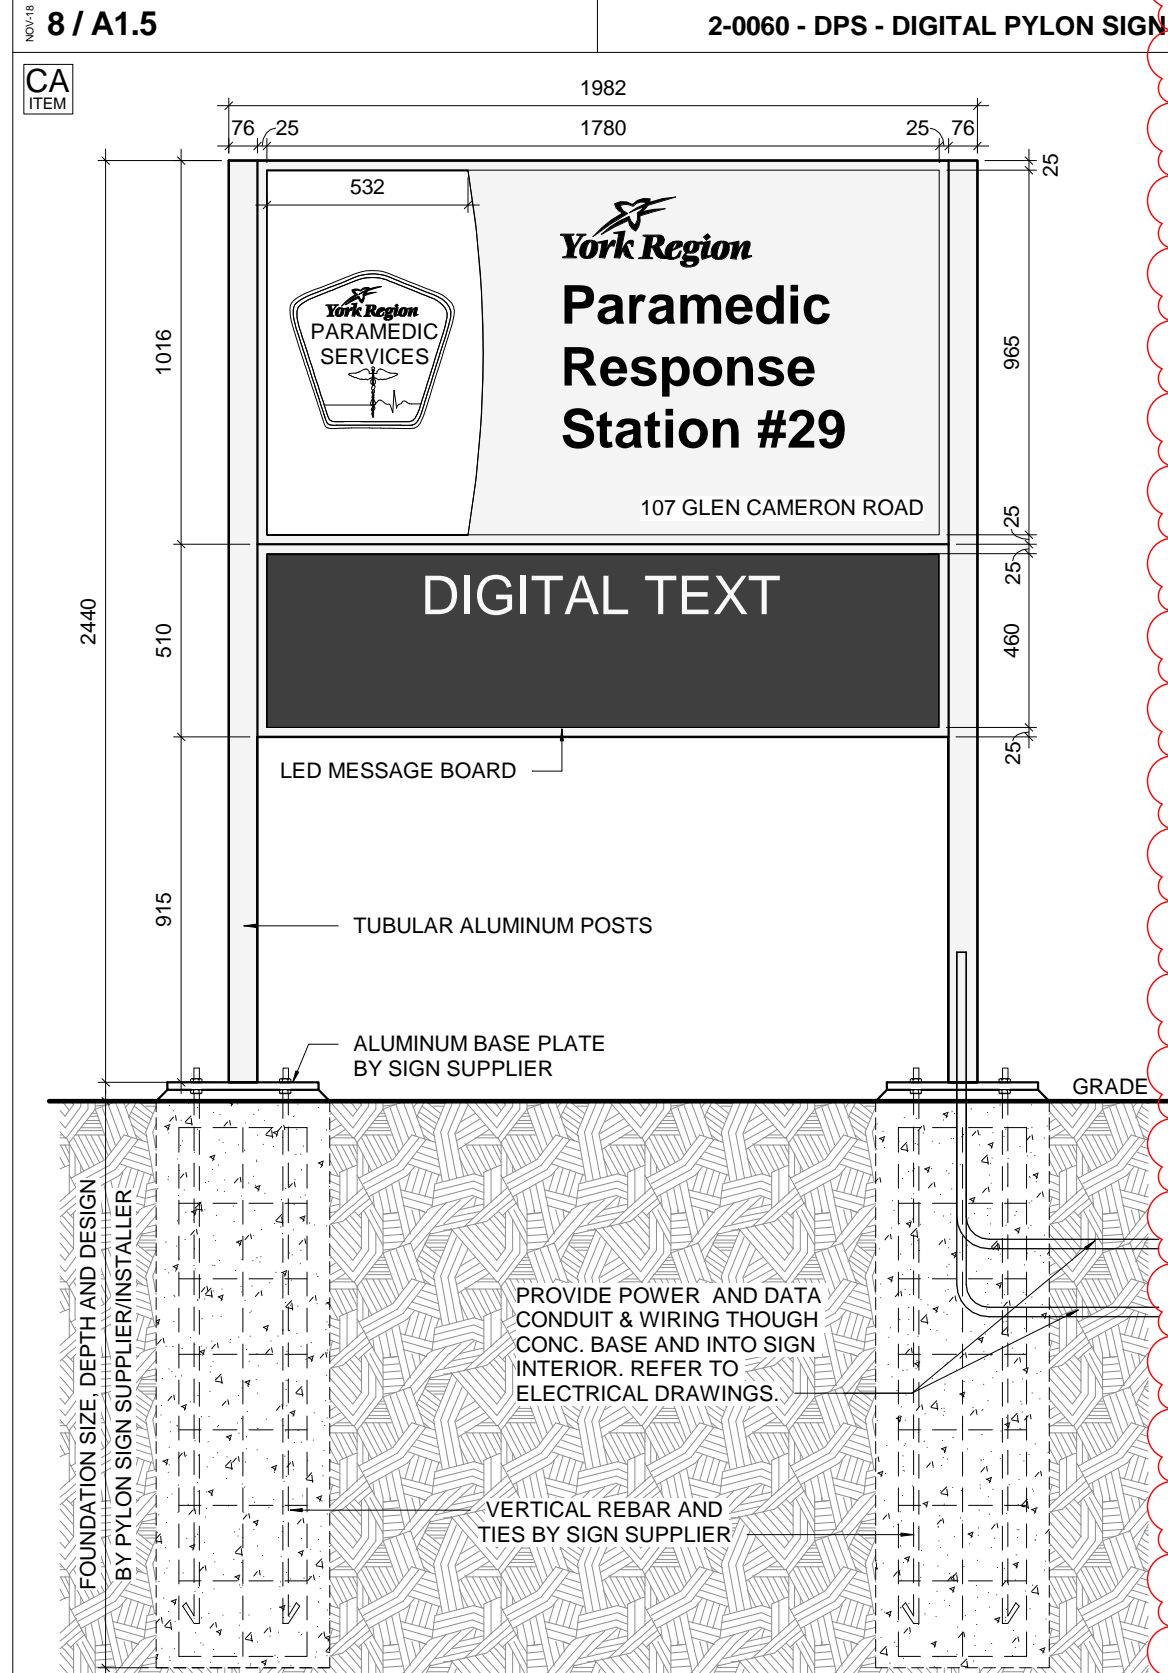 NOV-18
8 / A1.5
2-0060 - DPS - DIGITAL PYLON SIGN
CA
ITEM
1982
76
25
1780
25
76
25
532
York Region
Paramedic
Response
Station #29
107 GLEN CAMERON ROAD
York Region
PARAMEDIC
SERVICES
1016
965
25
25
DIGITAL TEXT
2440
510
460
25
LED MESSAGE BOARD
915
TUBULAR ALUMINUM POSTS
ALUMINUM BASE PLATE
BY SIGN SUPPLIER
GRADE
FOUNDATION SIZE, DEPTH AND DESIGN
BY PYLON SIGN SUPPLIER/INSTALLER
PROVIDE POWER AND DATA
CONDUIT & WIRING THOUGH
CONC. BASE AND INTO SIGN
INTERIOR. REFER TO
ELECTRICAL DRAWINGS.
VERTICAL REBAR AND
TIES BY SIGN SUPPLIER